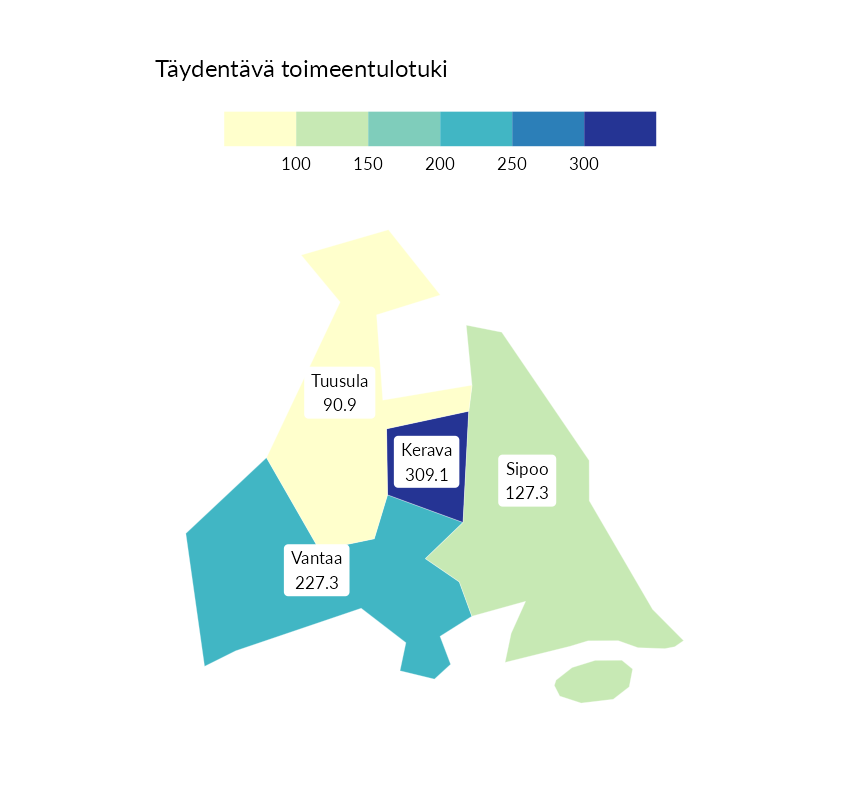 Täydentävä toimeentulotuki
100 150 200 250 300
Tuusula
90.9
Kerava
309.1
Sipoo
127.3
Vantaa
227.3